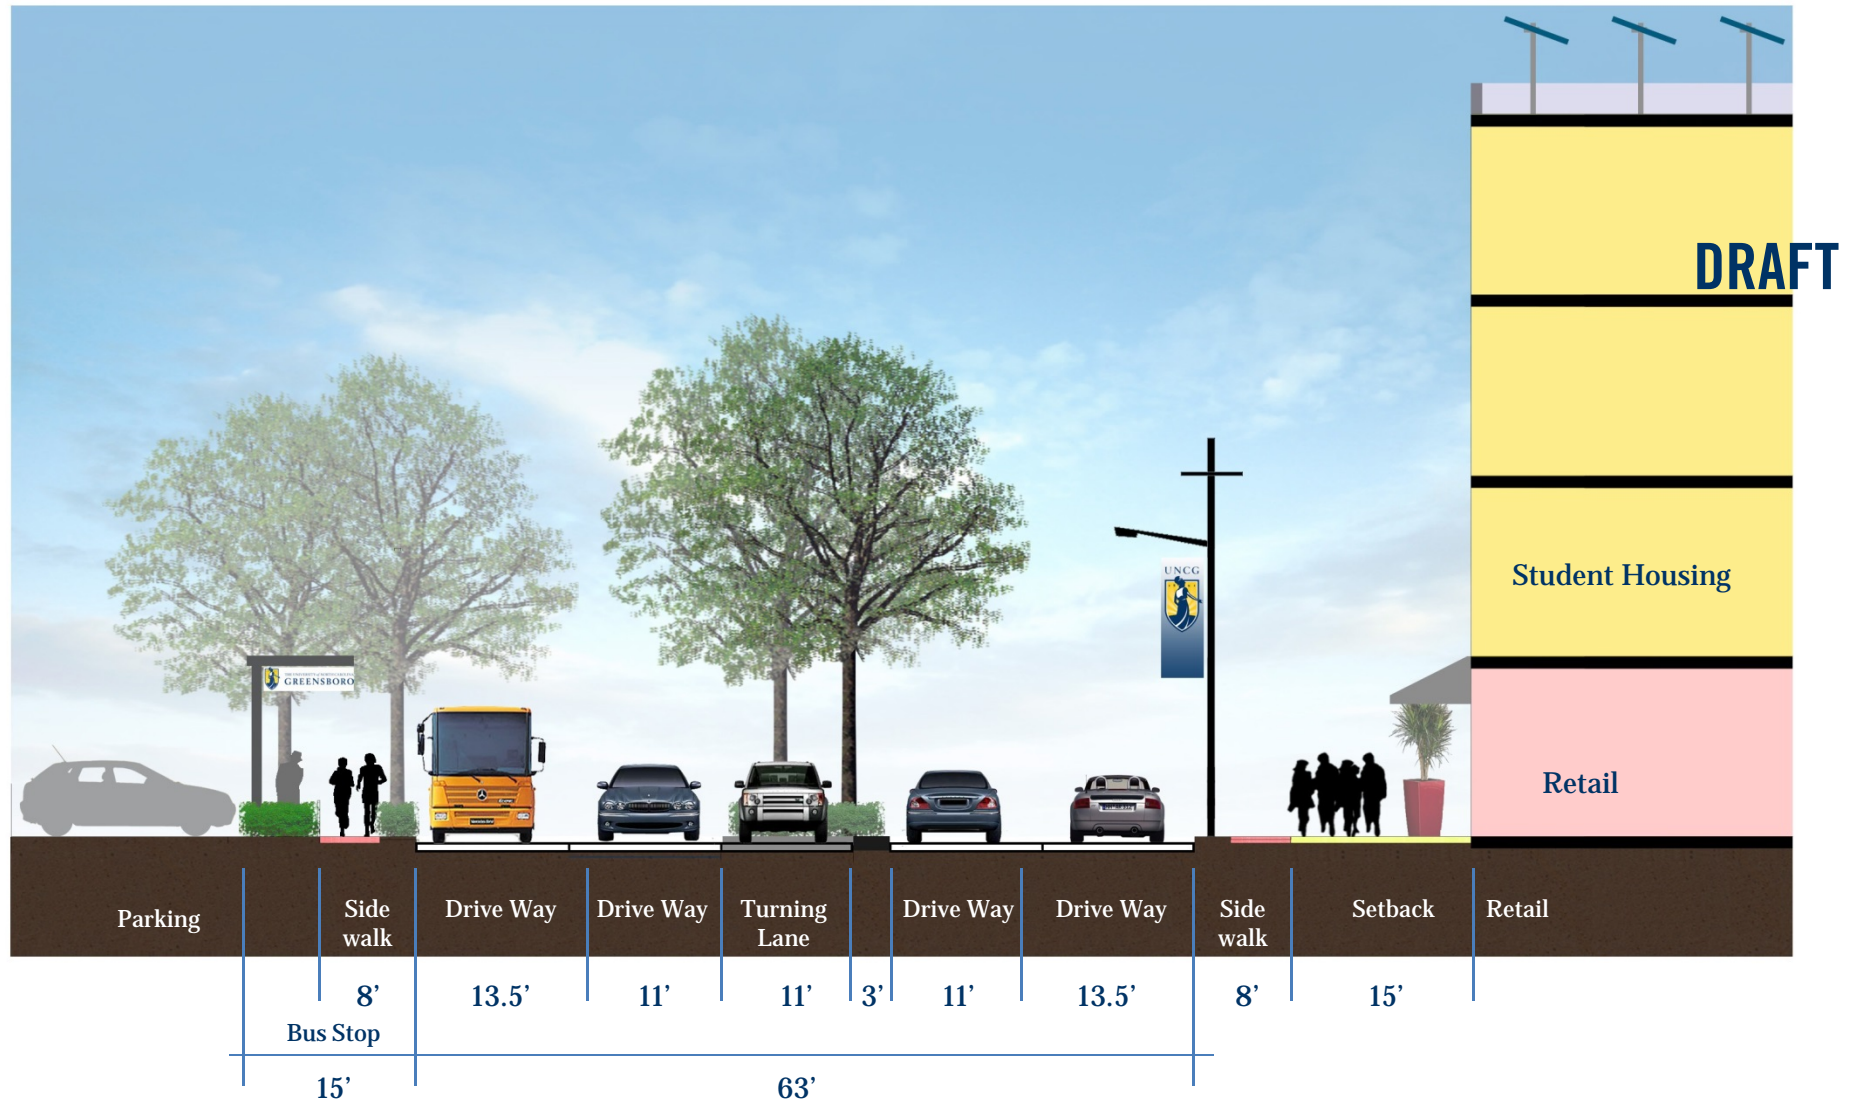 DRAFT
UNCG
Student Housing
GREENSBORO
Retail
Parking
Side
walk
Drive Way
Drive Way
Turning
Lane
Drive Way
Drive Way
Side
walk
Setback
Retail
8’
13.5’
11’
11’
3’
11’
13.5’
8’
15’
Bus Stop
15’
63’